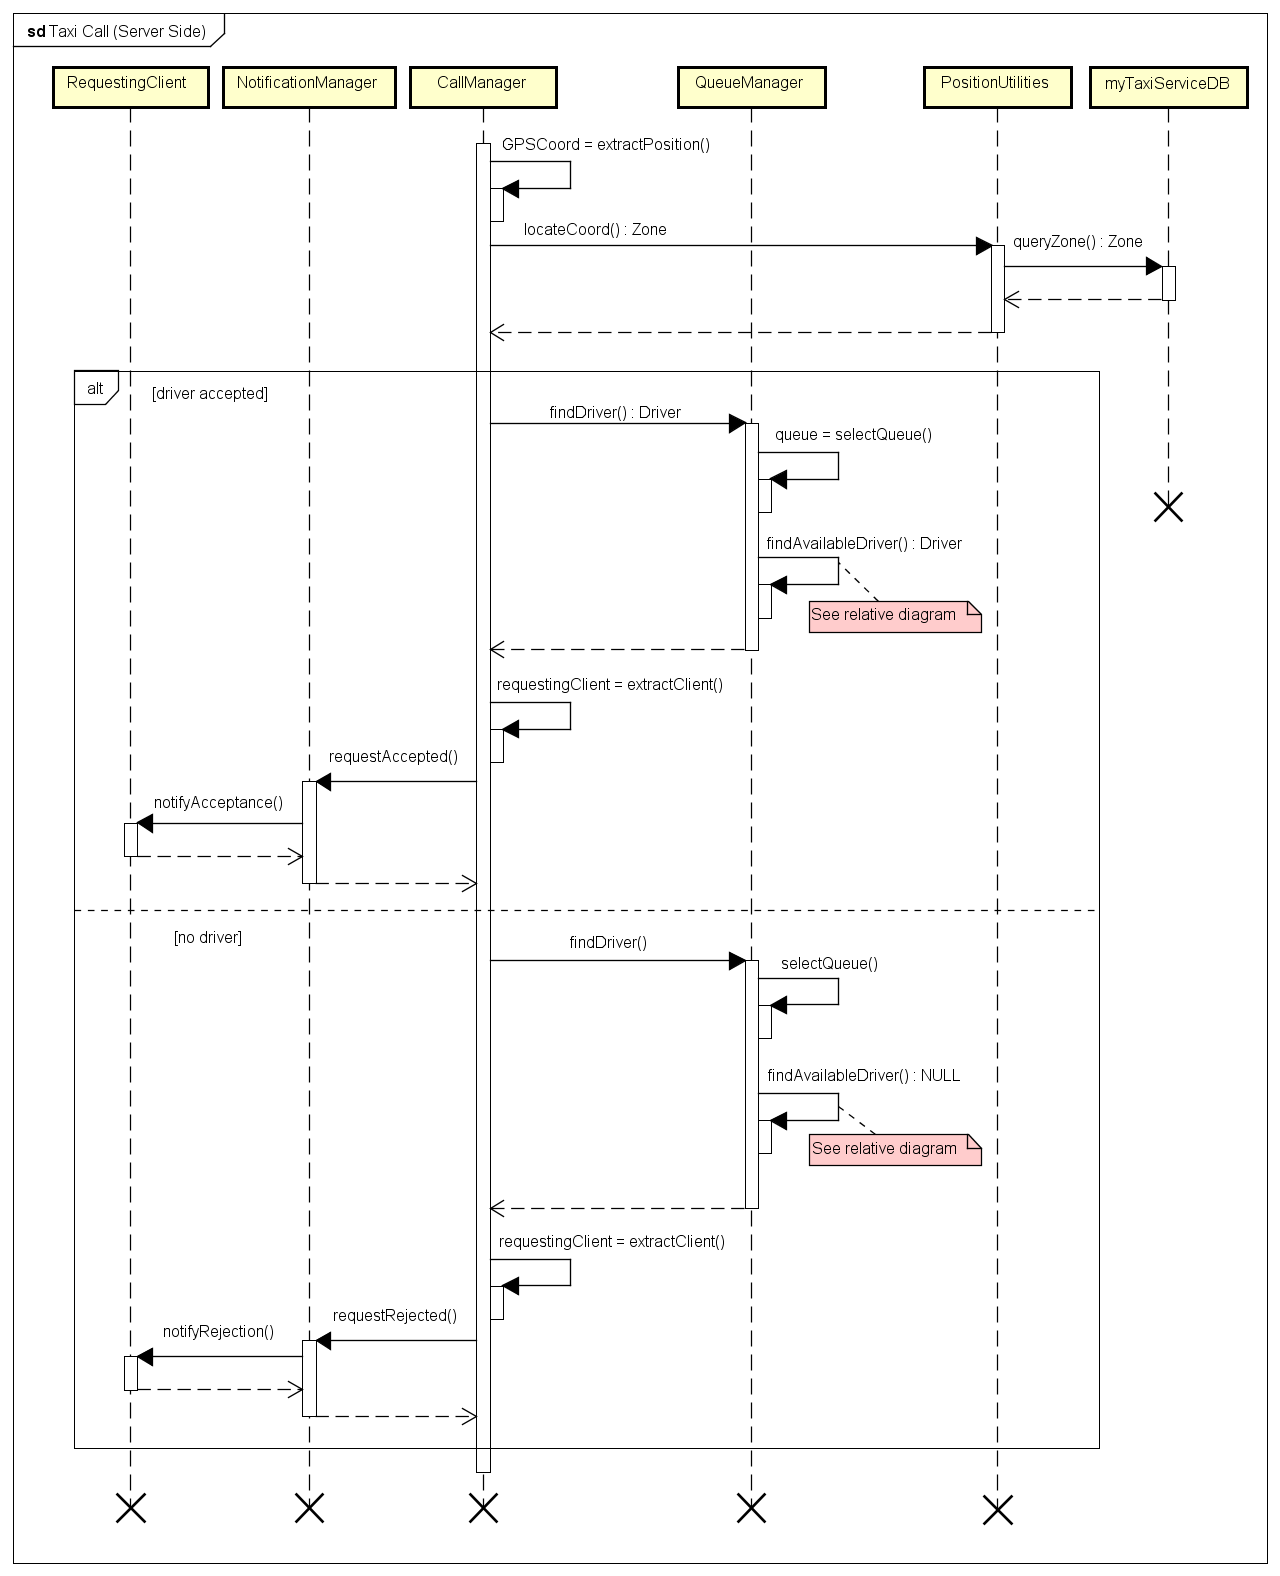 sd Taxi Call (Server Side)
RequestingClient
NotificationManager
CallManager
QueueManager
PositionUtilities
myTaxiServiceDB
GPSCoord = extractPosition()
locateCoord() : Zone
queryZone() : Zone
alt
[driver accepted]
findDriver() : Driver
queue = selectQueue()
findAvailableDriver() : Driver
See relative diagram
requestingClient = extractClient()
requestAccepted()
notifyAcceptance()
[no driver]
findDriver()
selectQueue()
findAvailableDriver() : NULL
See relative diagram
requestingClient = extractClient()
requestRejected()
notifyRejection()